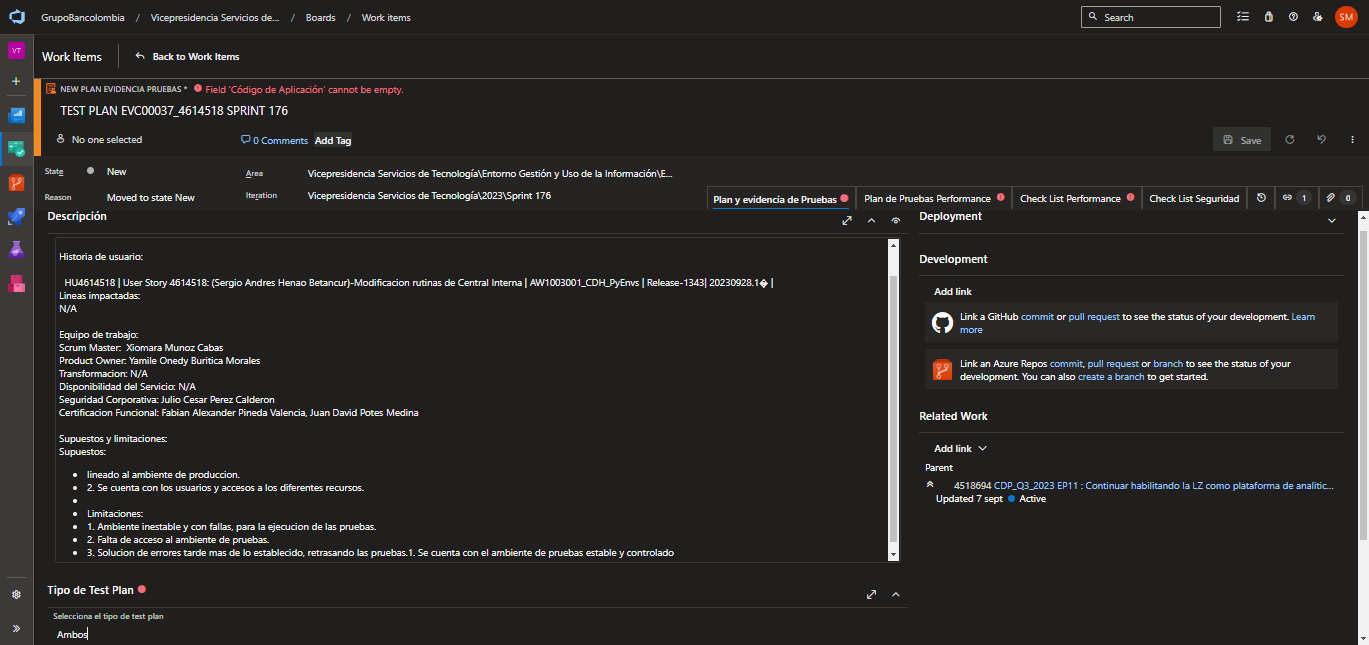 GrupoBancolombia / Vicepresidencia Servicios de... / Boards / Work items
Search
SM
VT
Work Items
Back to Work Items
NEW PLAN EVIDENCIA PRUEBAS * Field 'Código de Aplicación' cannot be empty.
TEST PLAN EVC00037_4614518 SPRINT 176
No one selected
0 Comments
Add Tag
Save
State
New
Area
Vicepresidencia Servicios de Tecnología\Entorno Gestión y Uso de la Información\E...
Reason
Moved to state New
Iteration
Vicepresidencia Servicios de Tecnología\2023\Sprint 176
Plan y evidencia de Pruebas
Plan de Pruebas Performance
Check List Performance
Check List Seguridad
1
0
Descripción
Historia de usuario:
HU4614518 | User Story 4614518: (Sergio Andres Henao Betancur)-Modificacion rutinas de Central Interna | AW1003001_CDH_PyEnvs | Release-1343| 20230928.1� |
Lineas impactadas:
N/A
Equipo de trabajo:
Scrum Master: Xiomara Munoz Cabas
Product Owner: Yamile Onedy Buritica Morales
Transformacion: N/A
Disponibilidad del Servicio: N/A
Seguridad Corporativa: Julio Cesar Perez Calderon
Certificacion Funcional: Fabian Alexander Pineda Valencia, Juan David Potes Medina
Supuestos y limitaciones:
Supuestos:
• lineado al ambiente de produccion.
• 2. Se cuenta con los usuarios y accesos a los diferentes recursos.
•
• Limitaciones:
• 1. Ambiente inestable y con fallas, para la ejecucion de las pruebas.
• 2. Falta de acceso al ambiente de pruebas.
• 3. Solucion de errores tarde mas de lo establecido, retrasando las pruebas.1. Se cuenta con el ambiente de pruebas estable y controlado
Tipo de Test Plan
Selecciona el tipo de test plan
Ambos
Deployment
Development
Add link
Link a GitHub commit or pull request to see the status of your development. Learn
more
Link an Azure Repos commit, pull request or branch to see the status of your
development. You can also create a branch to get started.
Related Work
Add link
Parent
4518694 CDP_Q3_2023 EP11 : Continuar habilitando la LZ como plataforma de analitic...
Updated 7 sept Active